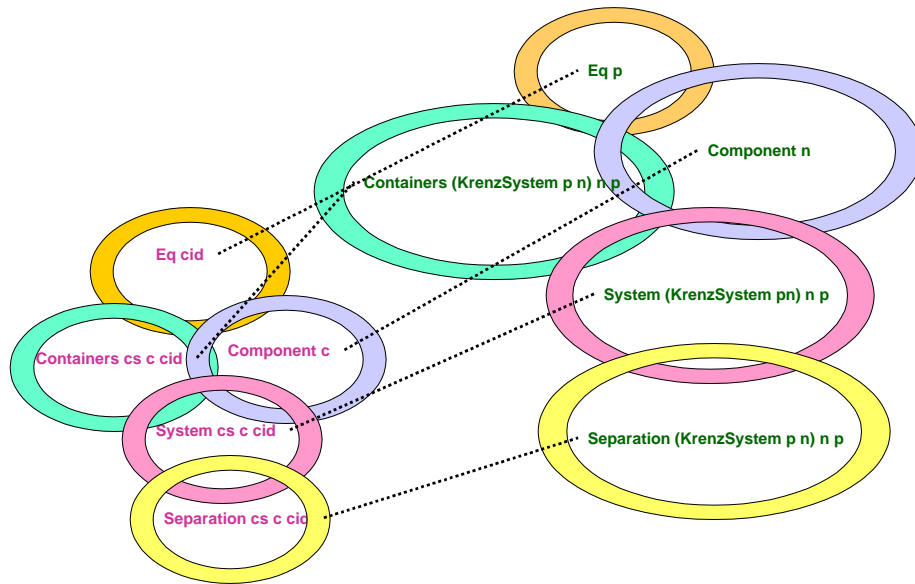 Eq p
Component n
Containers (KrenzSystem p n) n p
Eq cid
System (KrenzSystem pn) n p
Containers cs c cid
Component c
System cs c cid
Separation (KrenzSystem p n) n p
Separation cs c cid